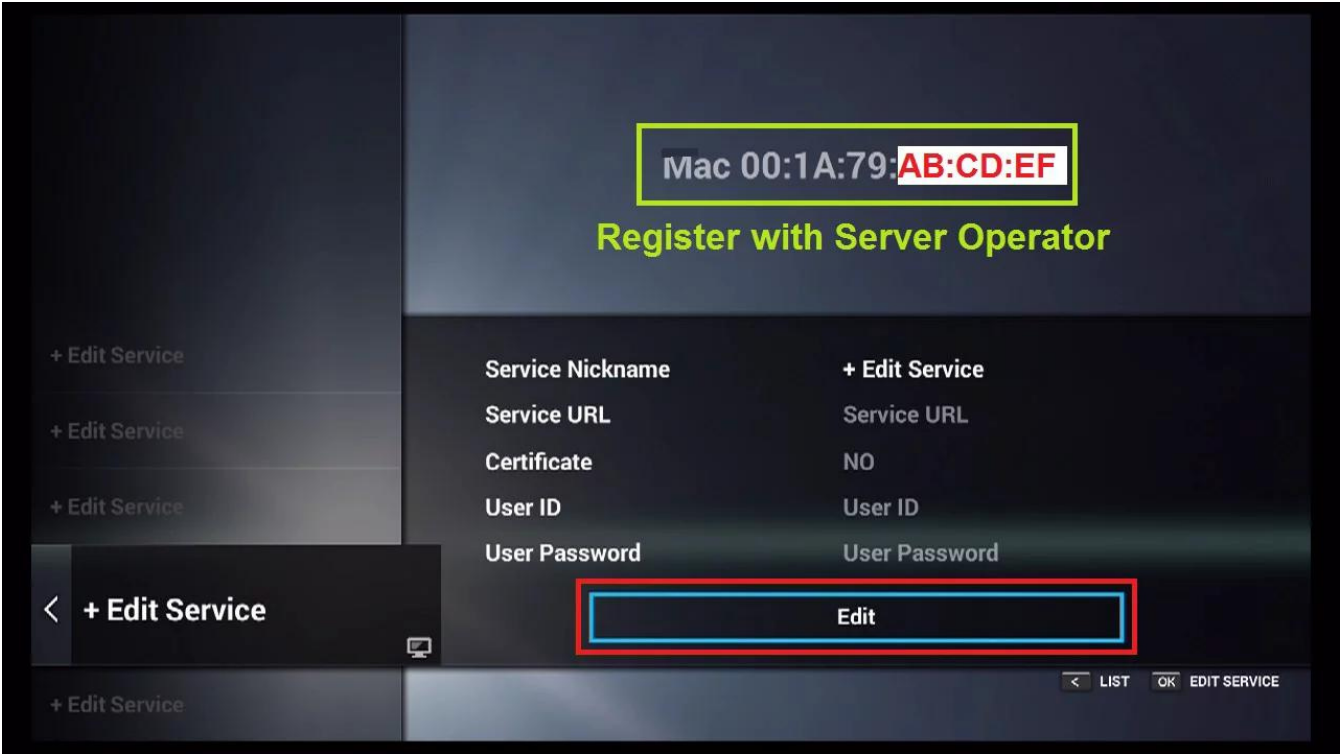 Mac 00:1A:79:AB:CD:EF
Register with Server Operator
+ Edit Service
+ Edit Service
+ Edit Service
+ Edit Service
+ Edit Service
Service Nickname + Edit Service
Service URL Service URL
Certificate NO
User ID User ID
User Password User Password
Edit
< LIST OK EDIT SERVICE